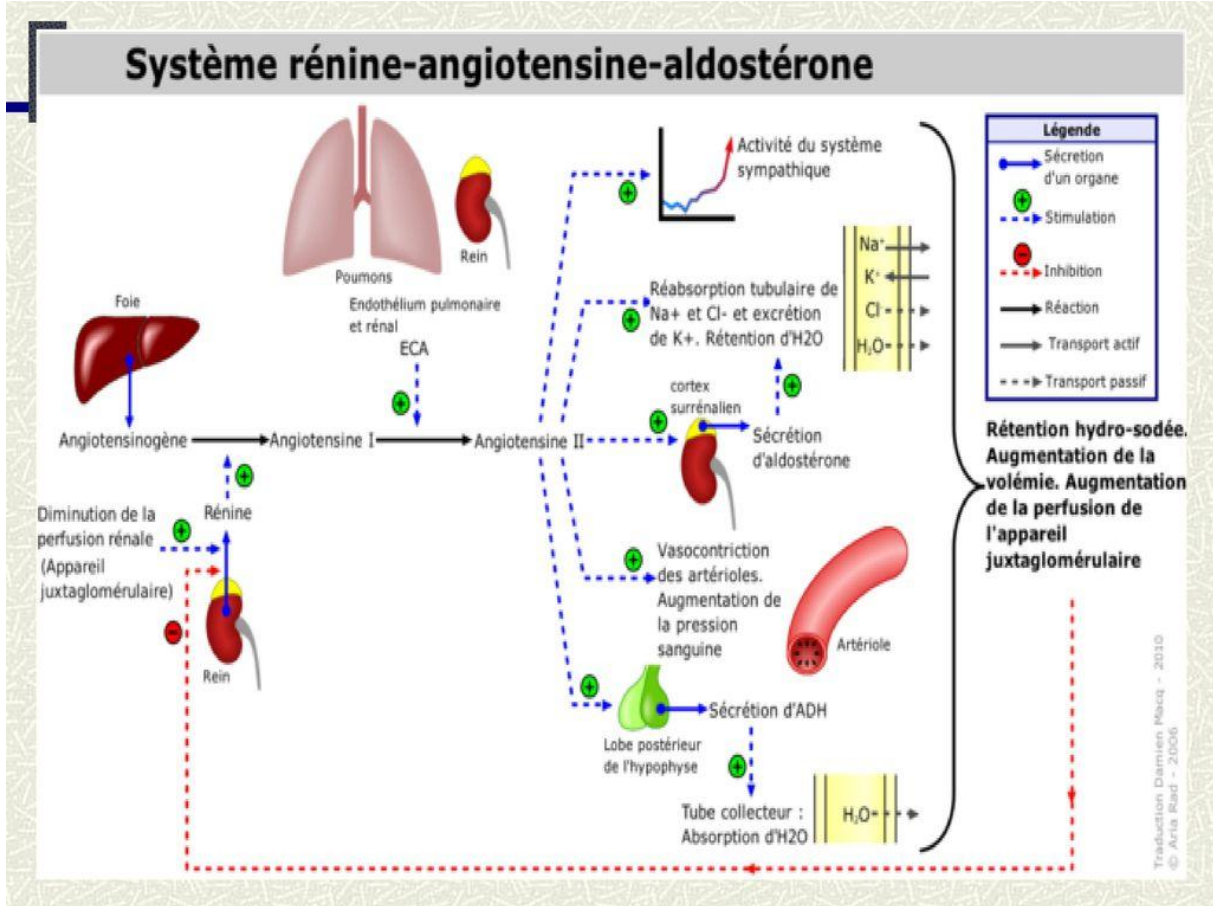 Système rénine-angiotensine-aldostérone
Foie
Angiotensinogène
Diminution de la
perfusion rénale
(Appareil
juxtaglomérulaire)
Rénine
Rein
Angiotensine I
Poumons
Rein
Endothélium pulmonaire
et rénal
ECA
Angiotensine II
Activité du système
sympathique
Réabsorption tubulaire de
Na+ et Cl- et excrétion
de K+. Rétention d'H2O
Na+
K+
Cl-
H2O
cortex
surrénalien
Sécrétion
d'aldostérone
Vasocontriction
des artérioles.
Augmentation de
la pression
sanguine
Artériole
Lobe postérieur
de l'hypophyse
Sécrétion d'ADH
Tube collecteur :
Absorption d'H2O
H2O
Légende
Sécretion
d'un organe
Stimulation
Inhibition
Réaction
Transport actif
Transport passif
Rétention hydro-sodée.
Augmentation de la
volémie. Augmentation
de la perfusion de
l'appareil
juxtaglomérulaire
Traduction Damien Macq - 2010
© Aria Rad - 2006